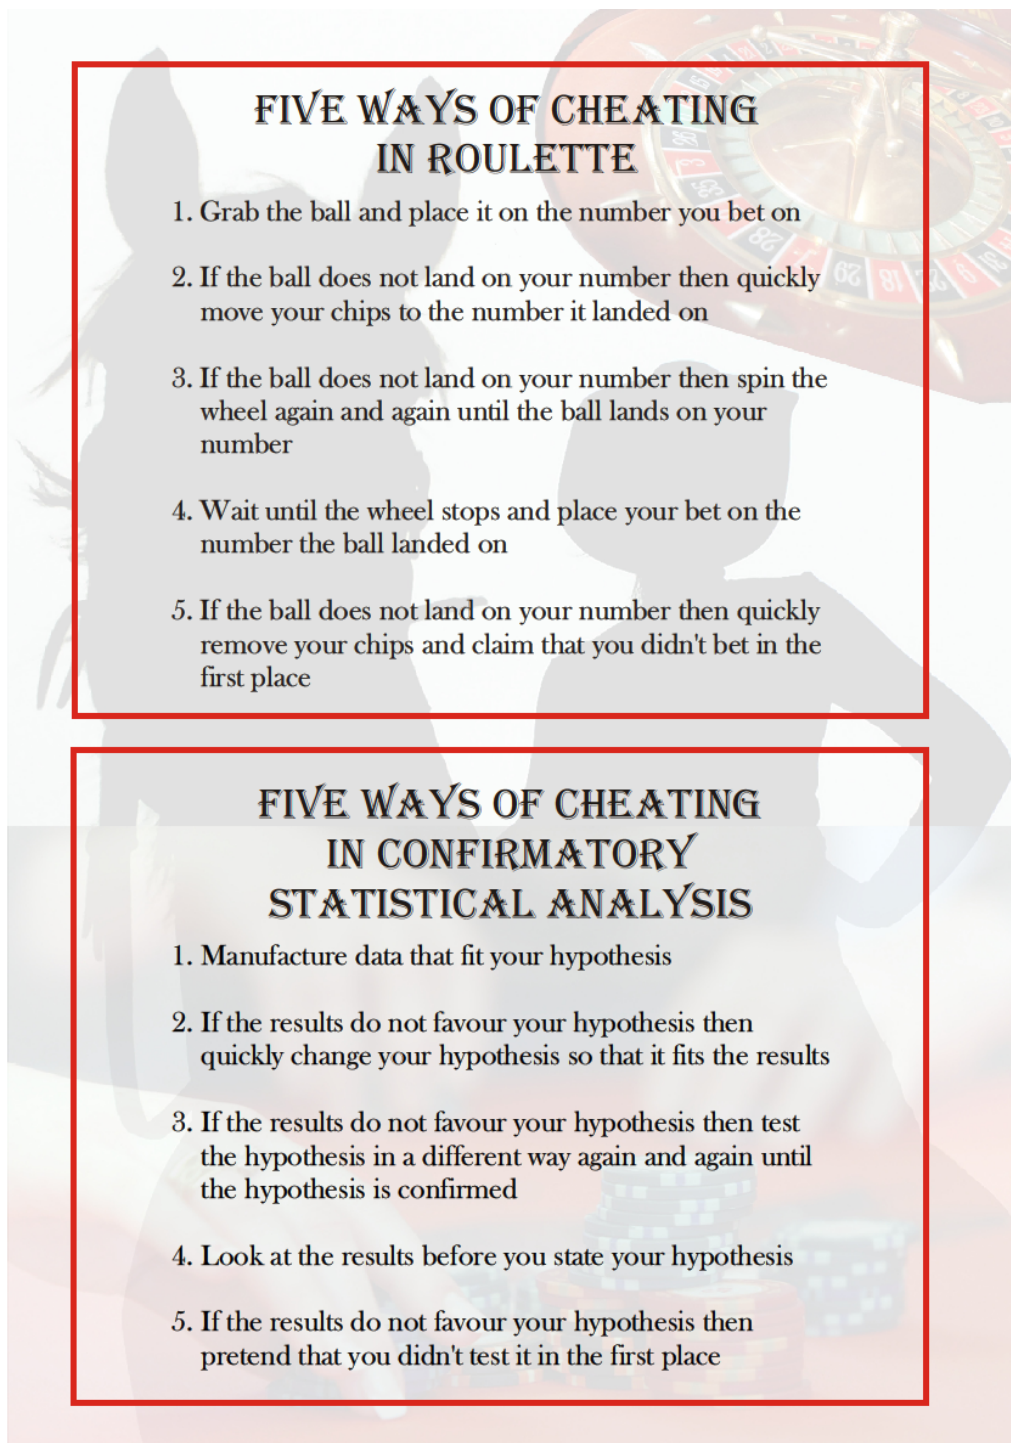 FIVE WAYS OF CHEATING
IN ROULETTE
1. Grab the ball and place it on the number you bet on
2. If the ball does not land on your number then quickly
move your chips to the number it landed on
3. If the ball does not land on your number then spin the
wheel again and again until the ball lands on your
number
4. Wait until the wheel stops and place your bet on the
number the ball landed on
5. If the ball does not land on your number then quickly
remove your chips and claim that you didn't bet in the
first place
FIVE WAYS OF CHEATING
IN CONFIRMATORY
STATISTICAL ANALYSIS
1. Manufacture data that fit your hypothesis
2. If the results do not favour your hypothesis then
quickly change your hypothesis so that it fits the results
3. If the results do not favour your hypothesis then test
the hypothesis in a different way again and again until
the hypothesis is confirmed
4. Look at the results before you state your hypothesis
5. If the results do not favour your hypothesis then
pretend that you didn't test it in the first place